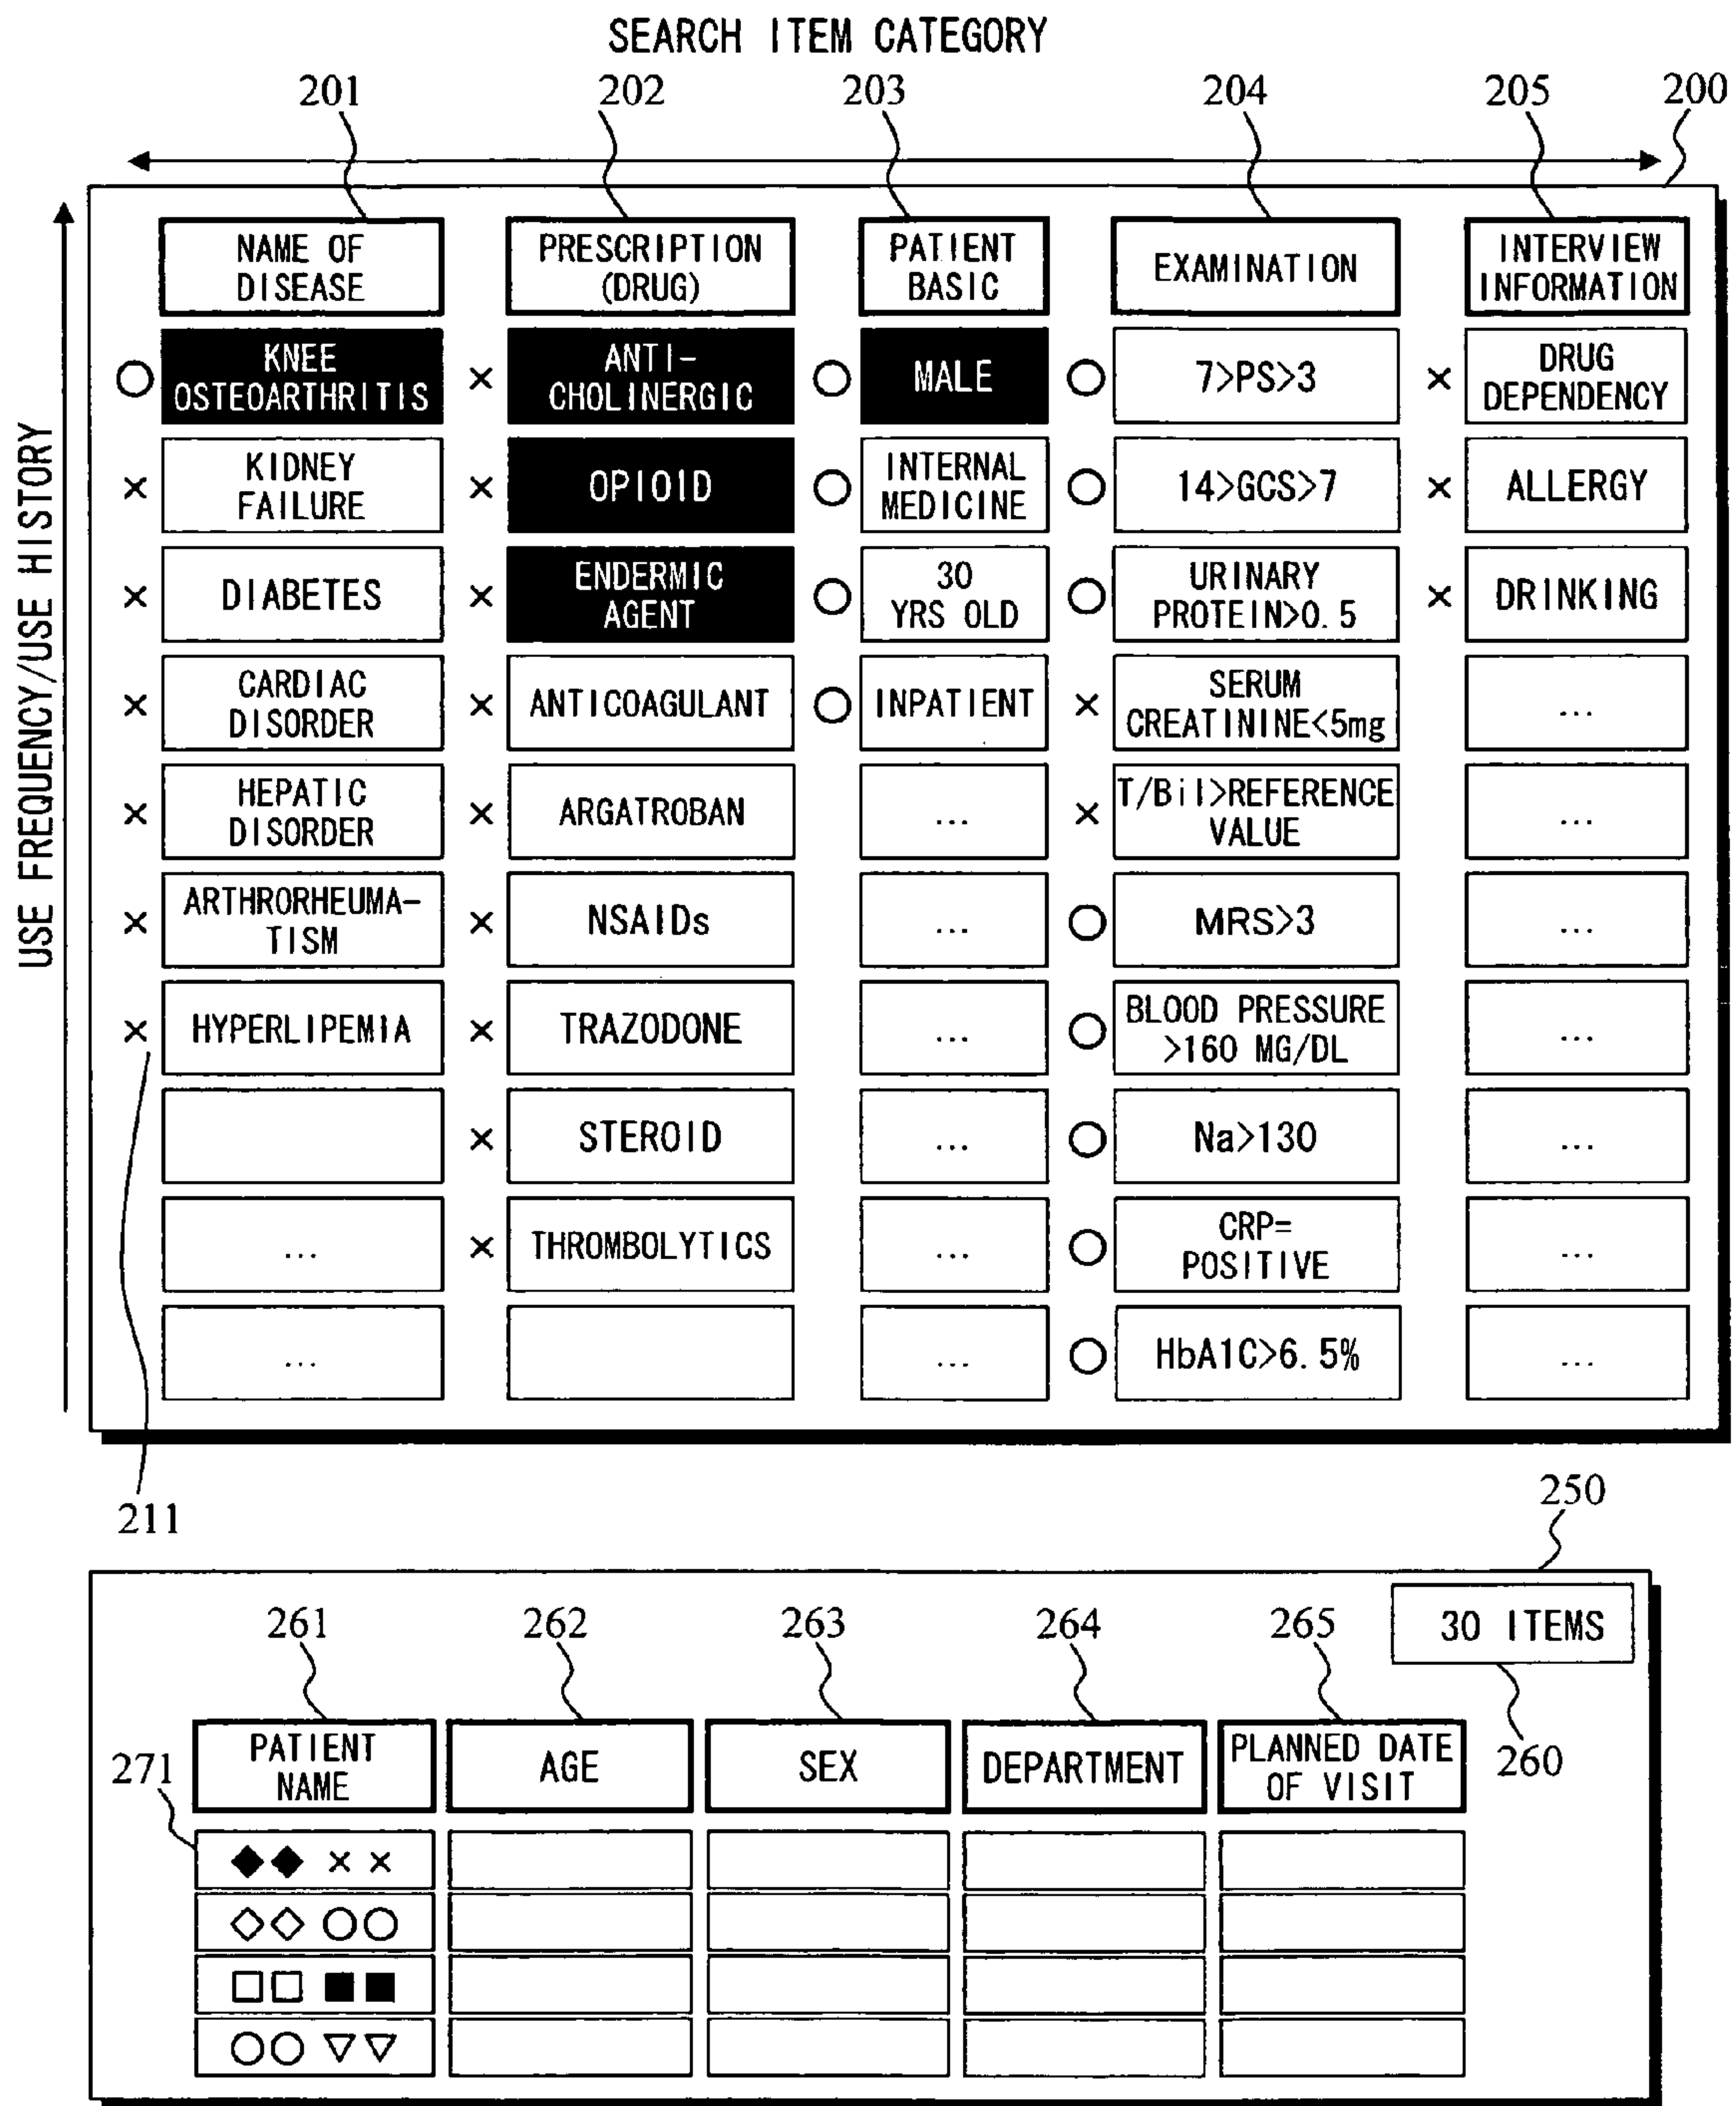 SEARCH ITEM CATEGORY
201 202 203 204 205 200
USE FREQUENCY/USE HISTORY
NAME OF
DISEASE
PRESCRIPTION
(DRUG)
PATIENT
BASIC
EXAMINATION
INTERVIEW
INFORMATION
○ KNEE
OSTEOARTHRITIS
× ANTI-
CHOLINERGIC
○ MALE
○ 7>PS>3
× DRUG
DEPENDENCY
× KIDNEY
FAILURE
× OPIOID
○ INTERNAL
MEDICINE
○ 14>GCS>7
× ALLERGY
× DIABETES
× ENDERMIC
AGENT
○ 30
YRS OLD
○ URINARY
PROTEIN>0.5
× DRINKING
× CARDIAC
DISORDER
× ANTICOAGULANT
○ INPATIENT
× SERUM
CREATININE<5mg
...
× HEPATIC
DISORDER
× ARGATROBAN
...
× T/Bil>REFERENCE
VALUE
...
× ARTHRORHEUMA-
TISM
× NSAIDs
...
○ MRS>3
...
× HYPERLIPEMIA
× TRAZODONE
...
○ BLOOD PRESSURE
>160 MG/DL
...
× STEROID
...
○ Na>130
...
...
× THROMBOLYTICS
...
○ CRP=
POSITIVE
...
...
...
○ HbA1C>6.5%
...
211
250
30 ITEMS
260
261 262 263 264 265
271
PATIENT
NAME
AGE
SEX
DEPARTMENT
PLANNED DATE
OF VISIT
◆◆ ××
◇◇ ○○
□□ ■■
○○ ▽▽